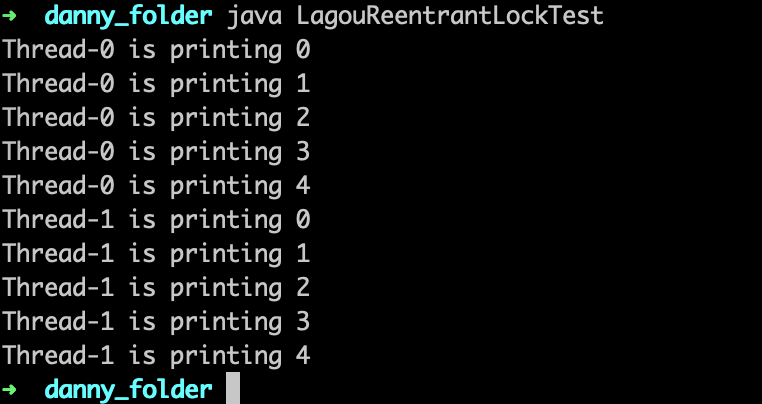 ➜  danny_folder java LagouReentrantLockTest
Thread-0 is printing 0
Thread-0 is printing 1
Thread-0 is printing 2
Thread-0 is printing 3
Thread-0 is printing 4
Thread-1 is printing 0
Thread-1 is printing 1
Thread-1 is printing 2
Thread-1 is printing 3
Thread-1 is printing 4
➜  danny_folder